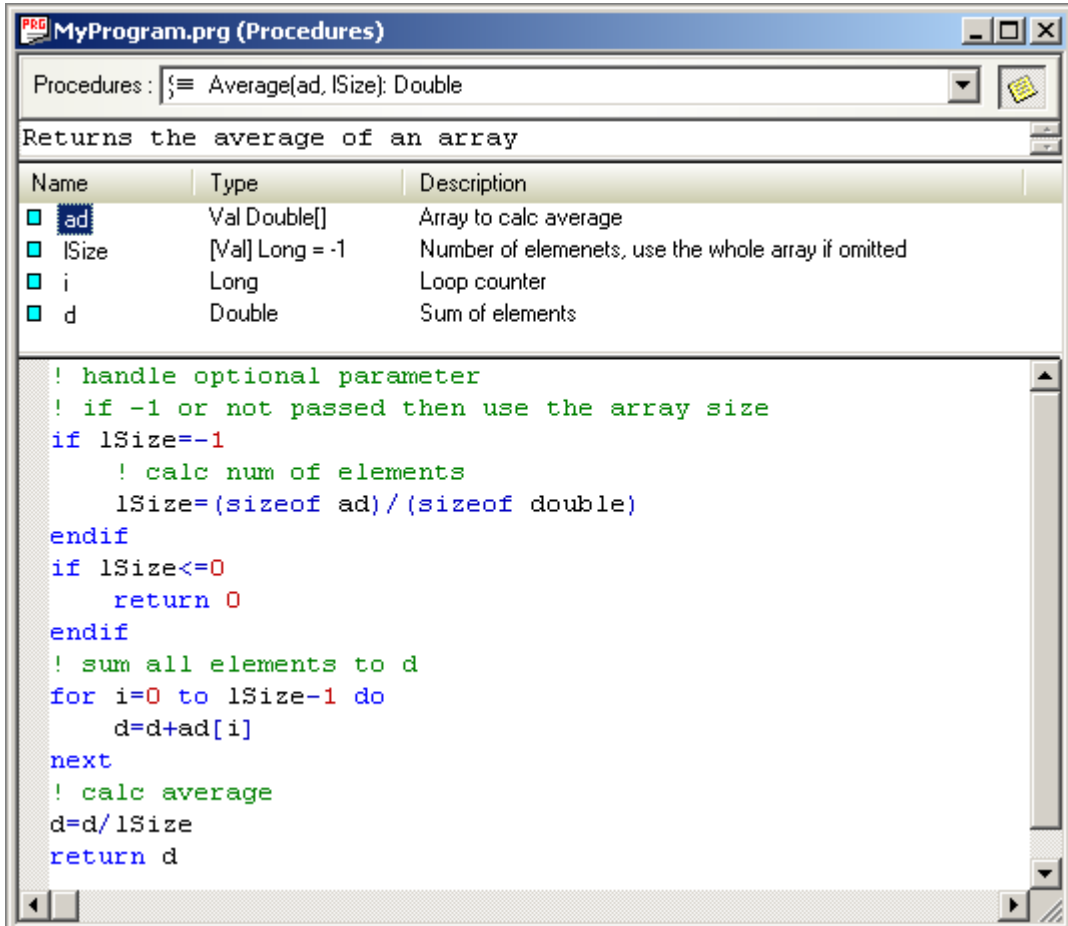 PRG MyProgram.prg (Procedures)
Procedures : Average(ad, lSize): Double
Returns the average of an array
Name Type Description
ad Val Double[] Array to calc average
lSize [Val] Long = -1 Number of elemenets, use the whole array if omitted
i Long Loop counter
d Double Sum of elements
! handle optional parameter
! if -1 or not passed then use the array size
if lSize=-1
! calc num of elements
lSize=(sizeof ad)/(sizeof double)
endif
if lSize<=0
return 0
endif
! sum all elements to d
for i=0 to lSize-1 do
d=d+ad[i]
next
! calc average
d=d/lSize
return d